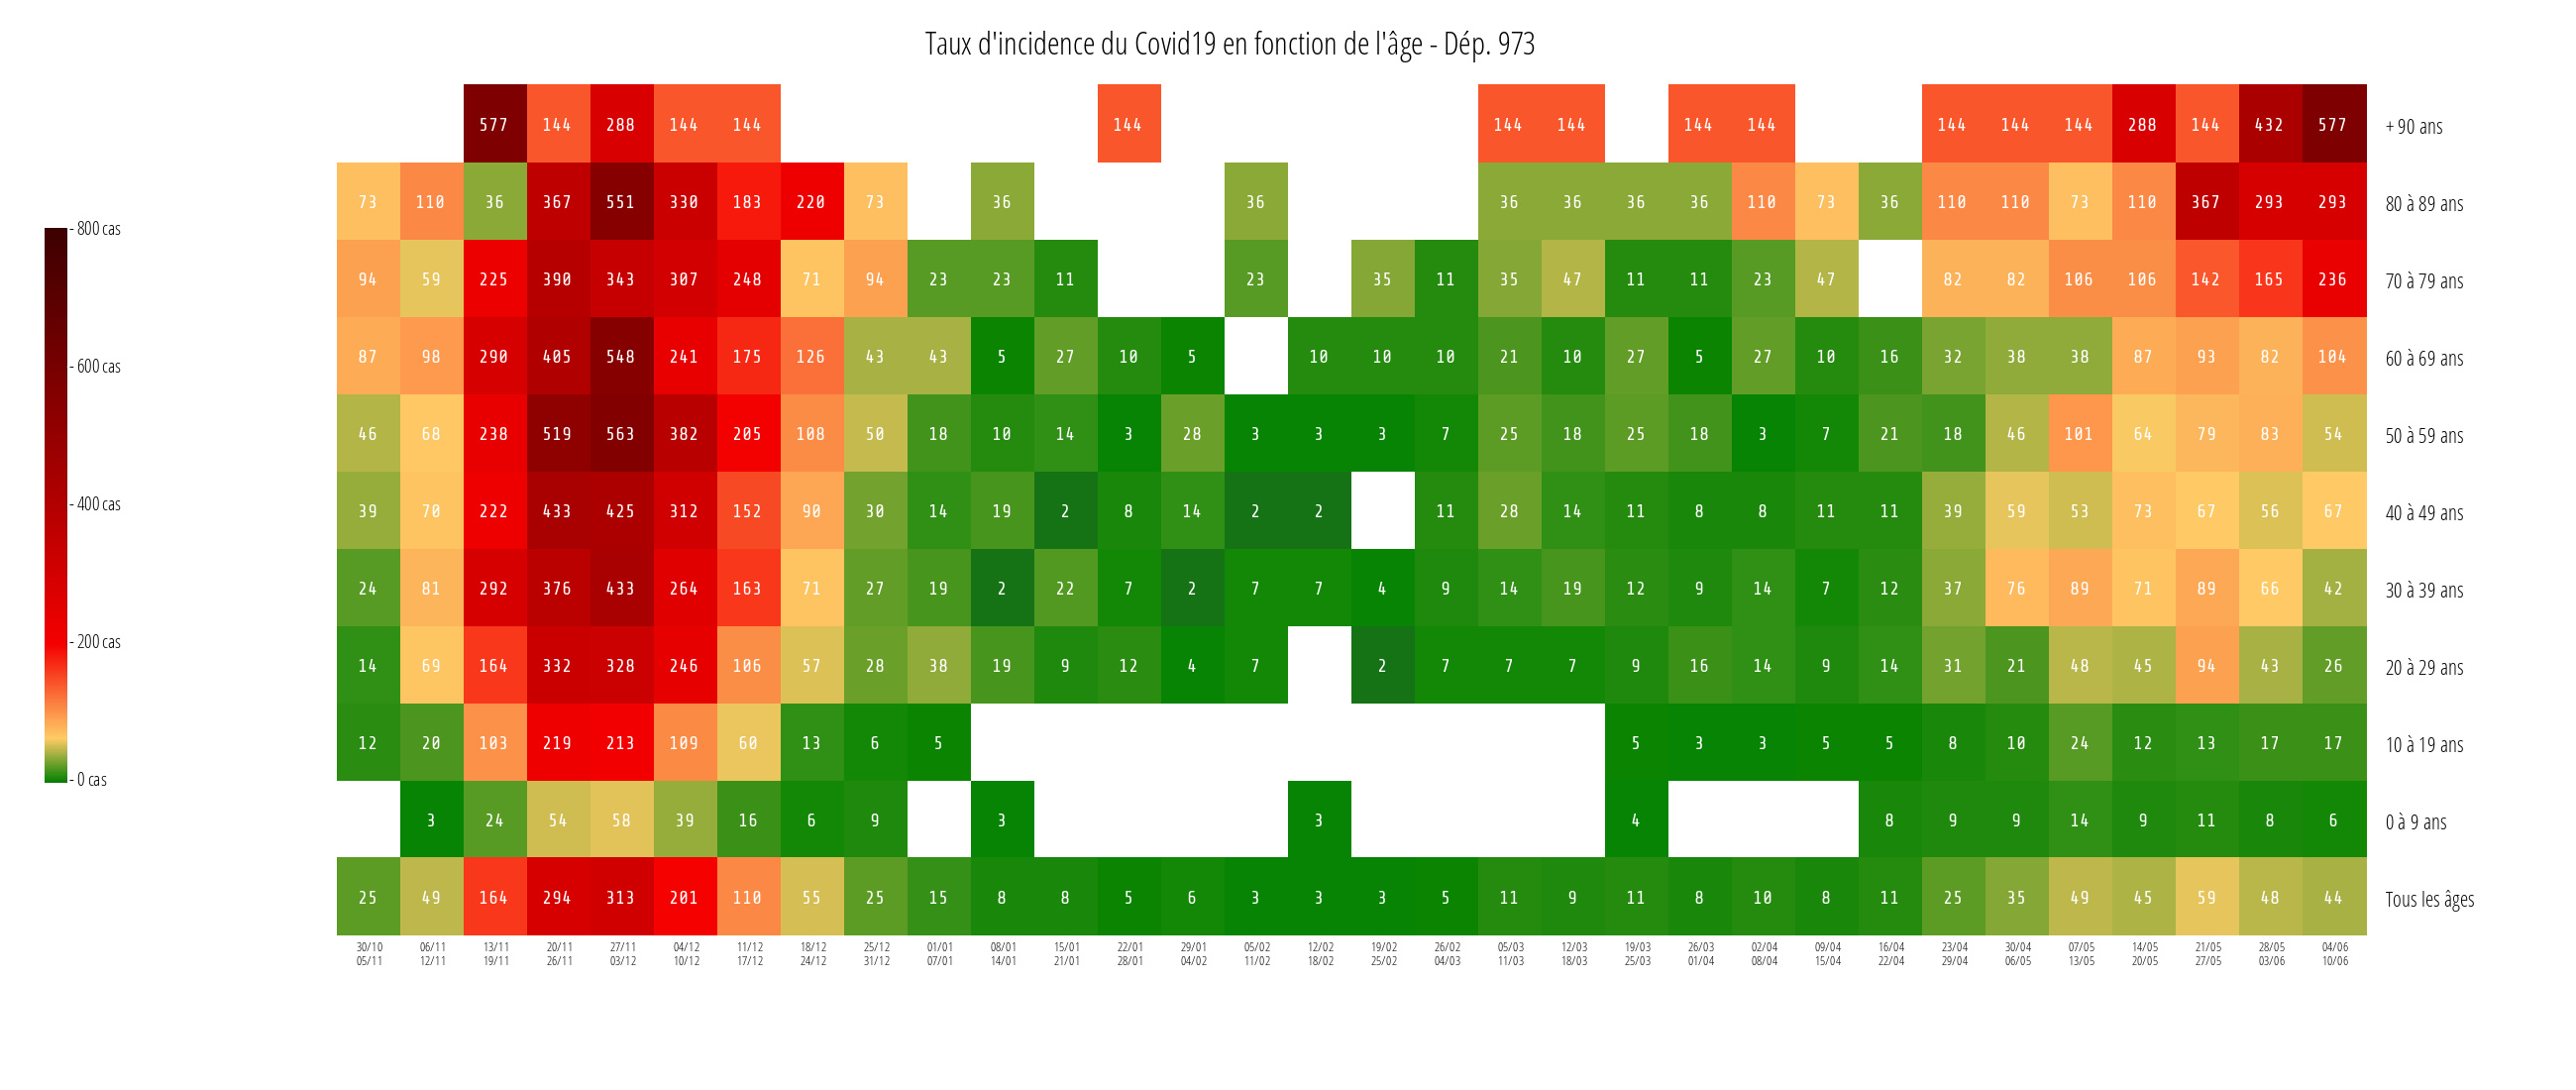 Taux d'incidence du Covid19 en fonction de l'âge - Dép. 973
577 144 288 144 144 144 144 144 144 144 144 144 144 288 144 432 577 + 90 ans
73 110 36 367 551 330 183 220 73 36 36 36 36 36 36 110 73 36 110 110 73 110 367 293 293 80 à 89 ans
94 59 225 390 343 307 248 71 94 23 23 11 23 35 11 35 47 11 11 23 47 82 82 106 106 142 165 236 70 à 79 ans
87 98 290 405 548 241 175 126 43 43 5 27 10 5 10 10 10 21 10 27 5 27 10 16 32 38 38 87 93 82 104 60 à 69 ans
46 68 238 519 563 382 205 108 50 18 10 14 3 28 3 3 3 7 25 18 25 18 3 7 21 18 46 101 64 79 83 54 50 à 59 ans
39 70 222 433 425 312 152 90 30 14 19 2 8 14 2 2 11 28 14 11 8 8 11 11 39 59 53 73 67 56 67 40 à 49 ans
24 81 292 376 433 264 163 71 27 19 2 22 7 2 7 7 4 9 14 19 12 9 14 7 12 37 76 89 71 89 66 42 30 à 39 ans
14 69 164 332 328 246 106 57 28 38 19 9 12 4 7 2 7 7 7 9 16 14 9 14 31 21 48 45 94 43 26 20 à 29 ans
12 20 103 219 213 109 60 13 6 5 5 3 3 5 5 8 10 24 12 13 17 17 10 à 19 ans
3 24 54 58 39 16 6 9 3 3 4 8 9 9 14 9 11 8 6 0 à 9 ans
25 49 164 294 313 201 110 55 25 15 8 8 5 6 3 3 3 5 11 9 11 8 10 8 11 25 35 49 45 59 48 44 Tous les âges
30/10 06/11 13/11 20/11 27/11 04/12 11/12 18/12 25/12 01/01 08/01 15/01 22/01 29/01 05/02 12/02 19/02 26/02 05/03 12/03 19/03 26/03 02/04 09/04 16/04 23/04 30/04 07/05 14/05 21/05 28/05 04/06
05/11 12/11 19/11 26/11 03/12 10/12 17/12 24/12 31/12 07/01 14/01 21/01 28/01 04/02 11/02 18/02 25/02 04/03 11/03 18/03 25/03 01/04 08/04 15/04 22/04 29/04 06/05 13/05 20/05 27/05 03/06 10/06
- 800 cas
- 600 cas
- 400 cas
- 200 cas
- 0 cas